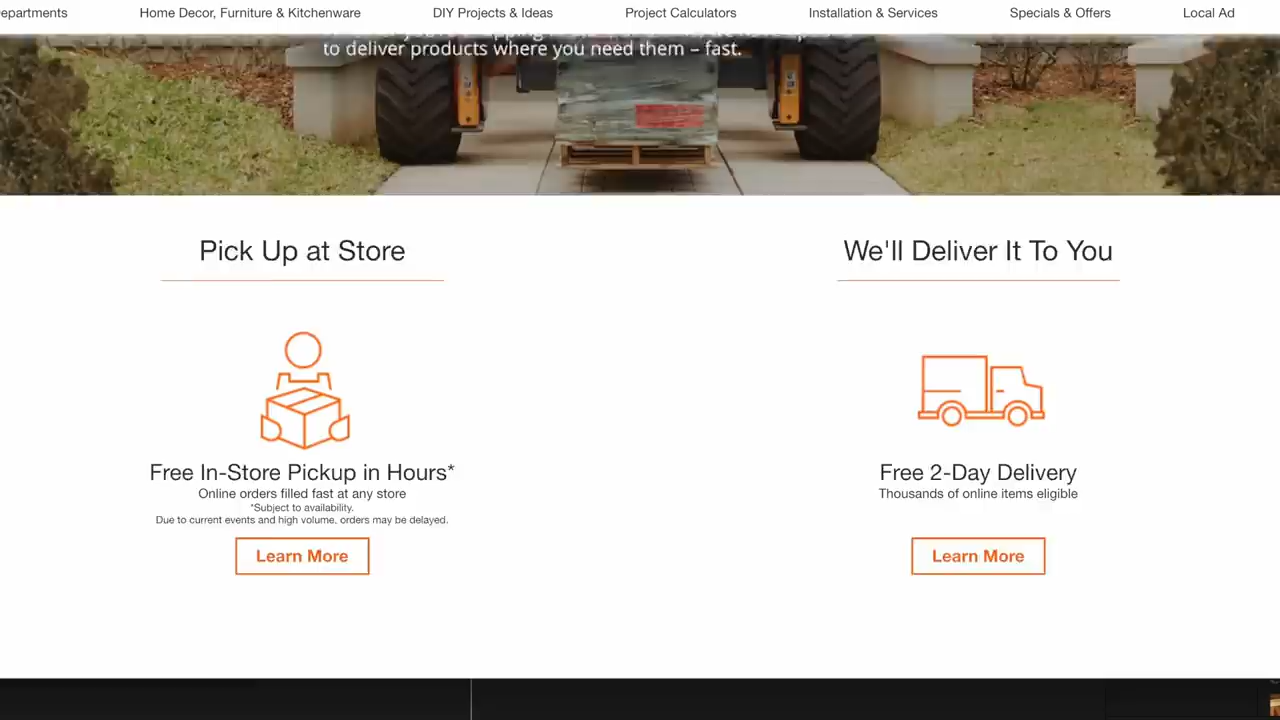 epartments Home Decor, Furniture & Kitchenware DIY Projects & Ideas Project Calculators Installation & Services Specials & Offers Local Ad
to deliver products where you need them – fast.
Pick Up at Store
Free In-Store Pickup in Hours*
Online orders filled fast at any store
*Subject to availability.
Due to current events and high volume, orders may be delayed.
Learn More
We'll Deliver It To You
Free 2-Day Delivery
Thousands of online items eligible
Learn More